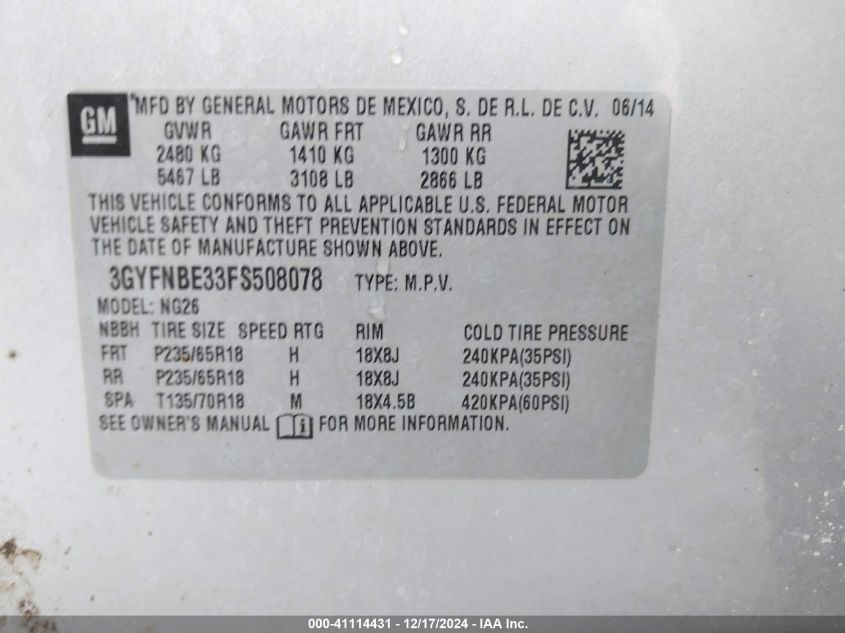 GM
*MFD BY GENERAL MOTORS DE MEXICO, S. DE R.L. DE C.V. 06/14
GVWR GAWR FRT GAWR RR
2480 KG 1410 KG 1300 KG
5467 LB 3108 LB 2866 LB
THIS VEHICLE CONFORMS TO ALL APPLICABLE U.S. FEDERAL MOTOR
VEHICLE SAFETY AND THEFT PREVENTION STANDARDS IN EFFECT ON
THE DATE OF MANUFACTURE SHOWN ABOVE.
3GYFNBE33FS508078 TYPE: M.P.V.
MODEL: NG26
NBBH TIRE SIZE SPEED RTG RIM COLD TIRE PRESSURE
FRT P235/65R18 H 18X8J 240KPA(35PSI)
RR P235/65R18 H 18X8J 240KPA(35PSI)
SPA T135/70R18 M 18X4.5B 420KPA(60PSI)
SEE OWNER'S MANUAL i FOR MORE INFORMATION.
000-41114431 - 12/17/2024 - IAA Inc.